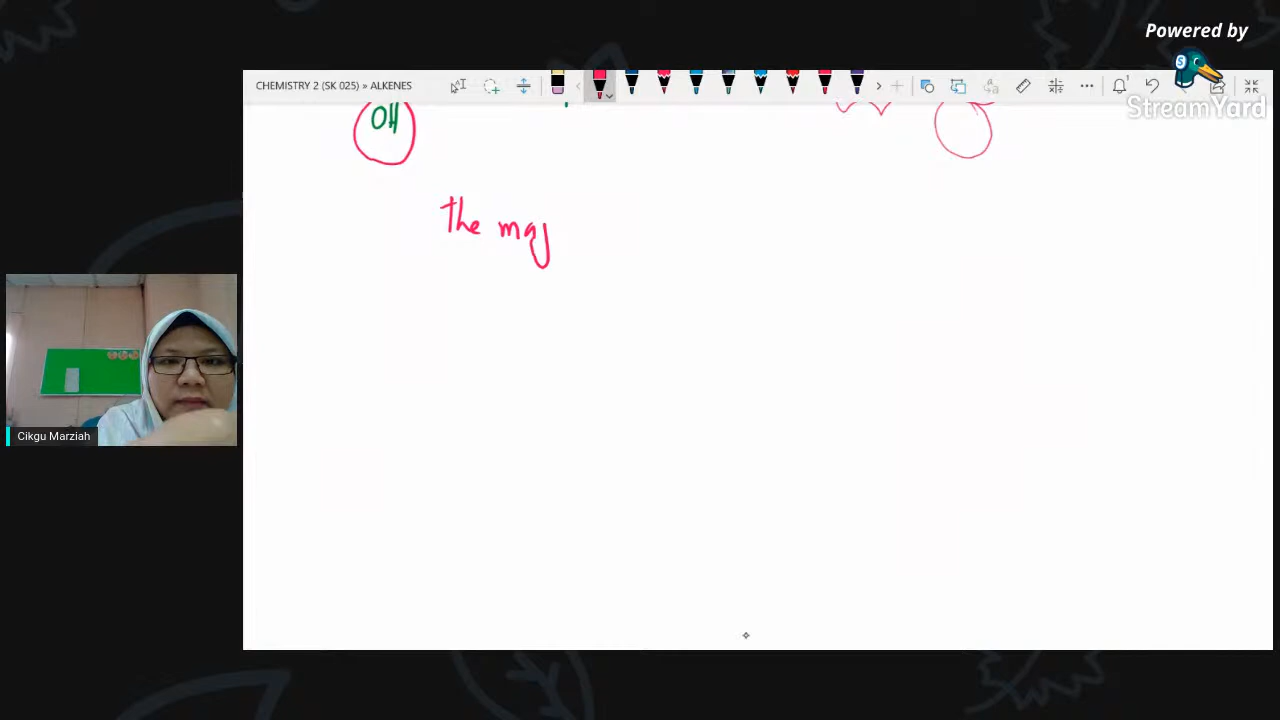 Powered by
StreamYard
CHEMISTRY 2 (SK 025) » ALKENES
OH
the maj
Cikgu Marziah